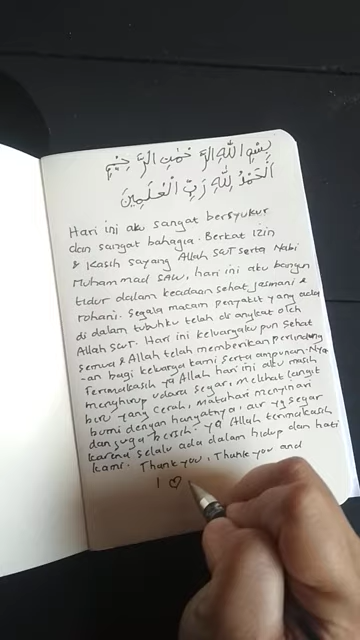 بِسْمِ اللهِ الرَّحْمٰنِ الرَّحِيْمِ
اَلْحَمْدُ لِلّٰهِ رَبِّ الْعٰلَمِيْنَ
Hari ini aku sangat bersyukur
dan sangat bahagia. Berkat izin
& kasih sayang Allah SWT serta Nabi
Muhammad SAW, hari ini aku bangun
tidur dalam keadaan sehat jasmani &
rohani. Segala macam penyakit yang ada
di dalam tubuhku telah di angkat oleh
Allah SWT. Hari ini keluargaku pun sehat
semua & Allah telah memberikan perlindung
-an bagi keluarga kami serta ampunan-Nya
Terimakasih ya Allah hari ini aku masih
menghirup udara segar, melihat langit
biru yang cerah, matahari menyinari
bumi dengan hangatnya, air yg segar
dan juga bersih. Ya Allah terimakasih
karena selalu ada dalam hidup dan hati
kami. Thank you, Thank you and
I ♡